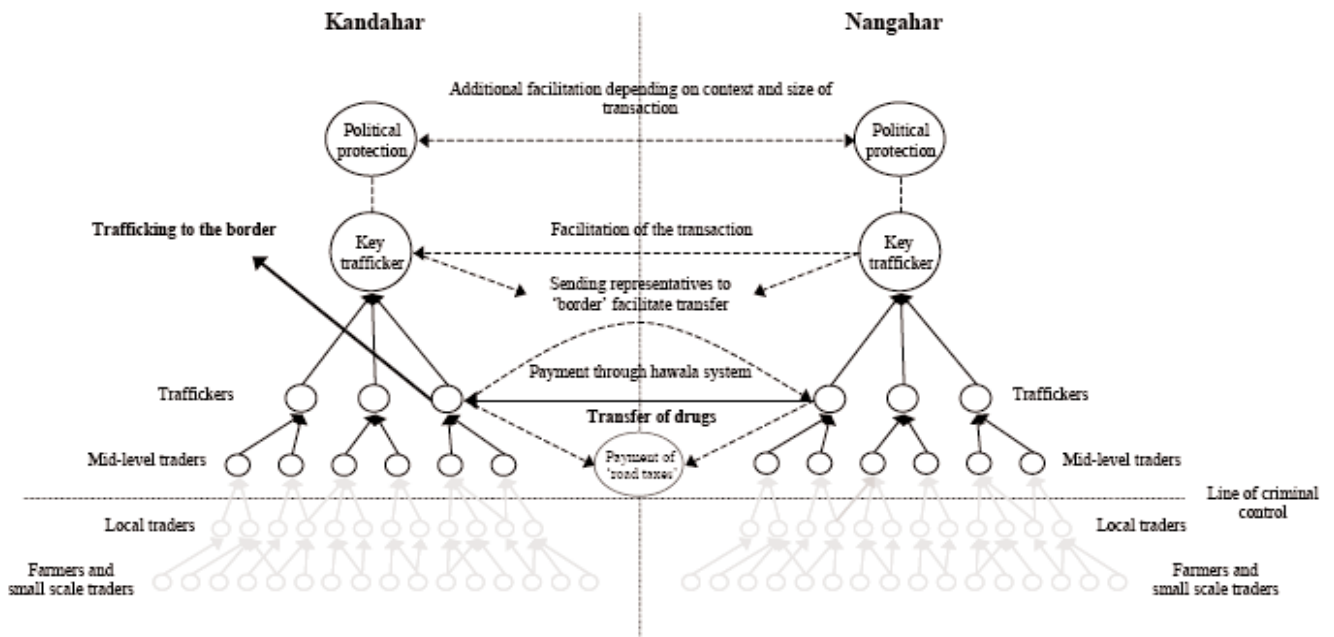 Kandahar
Nangahar
Additional facilitation depending on context and size of
transaction
Political
protection
Political
protection
Trafficking to the border
Key
trafficker
Facilitation of the transaction
Key
trafficker
Sending representatives to
'border' facilitate transfer
Payment through hawala system
Traffickers
Transfer of drugs
Traffickers
Mid-level traders
Payment of
'road taxes'
Mid-level traders
Line of criminal
control
Local traders
Local traders
Farmers and
small scale traders
Farmers and
small scale traders